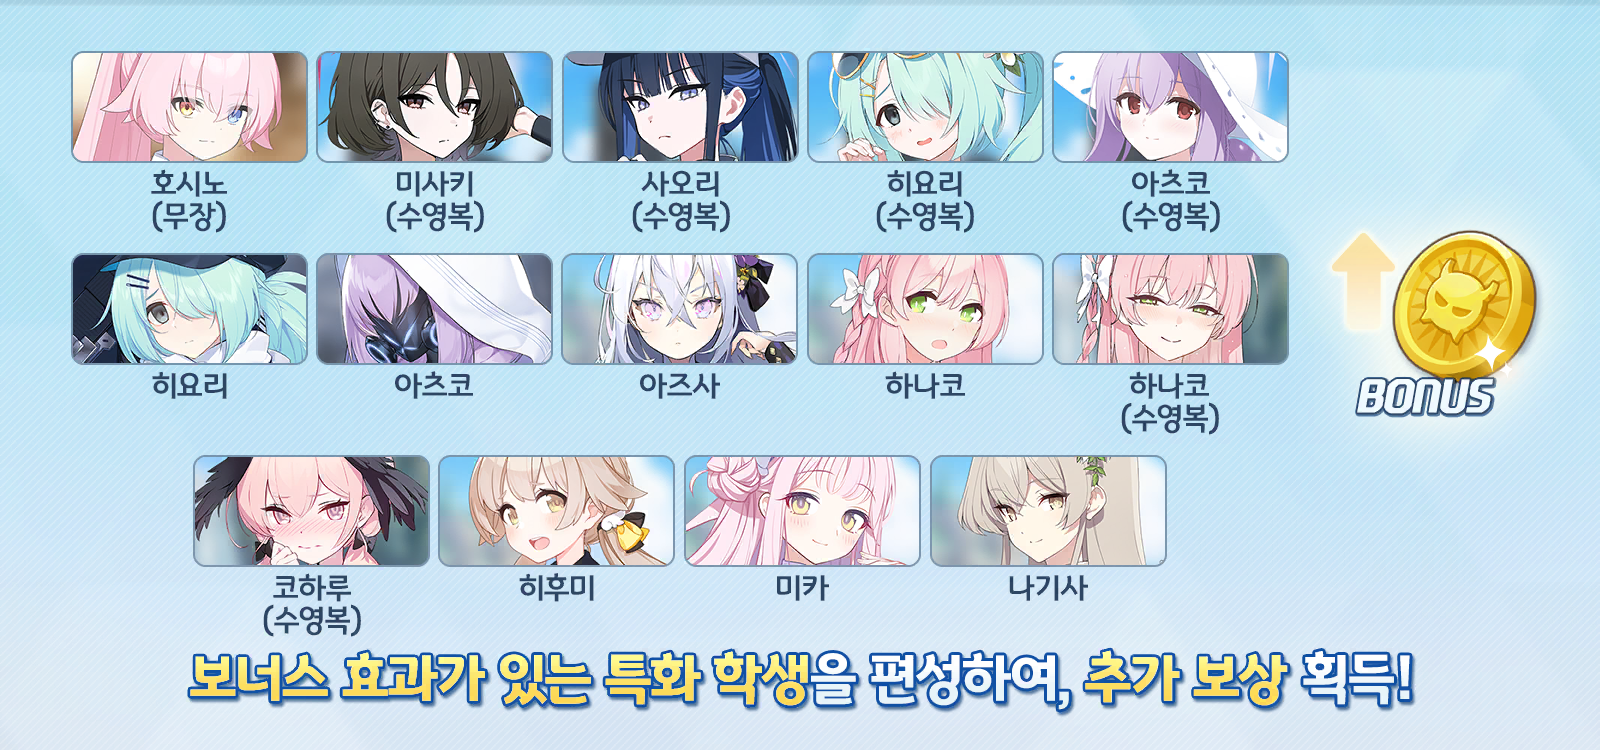 호시노
(무장)
미사키
(수영복)
사오리
(수영복)
히요리
(수영복)
아츠코
(수영복)
히요리
아츠코
아즈사
하나코
하나코
(수영복)
BONUS
코하루
(수영복)
히후미
미카
나기사
보너스 효과가 있는 특화 학생을 편성하여, 추가 보상 획득!